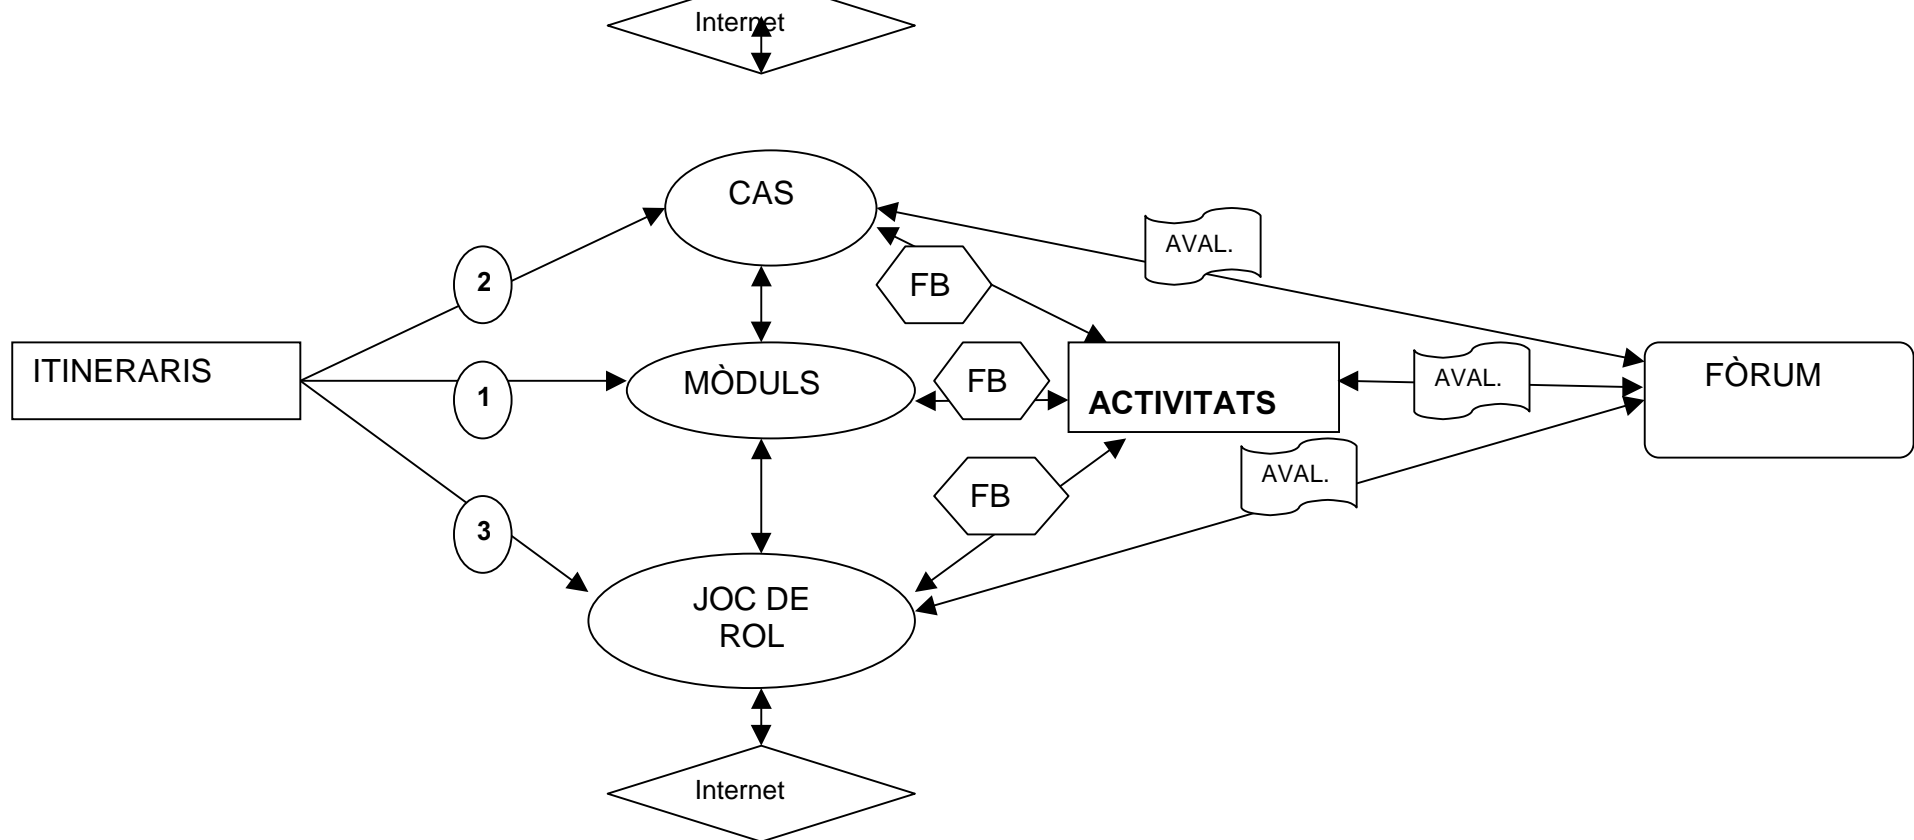 Internet
CAS
AVAL.
2
FB
ITINERARIS
1
MÒDULS
FB
ACTIVITATS
AVAL.
FÒRUM
AVAL.
FB
3
JOC DE
ROL
Internet